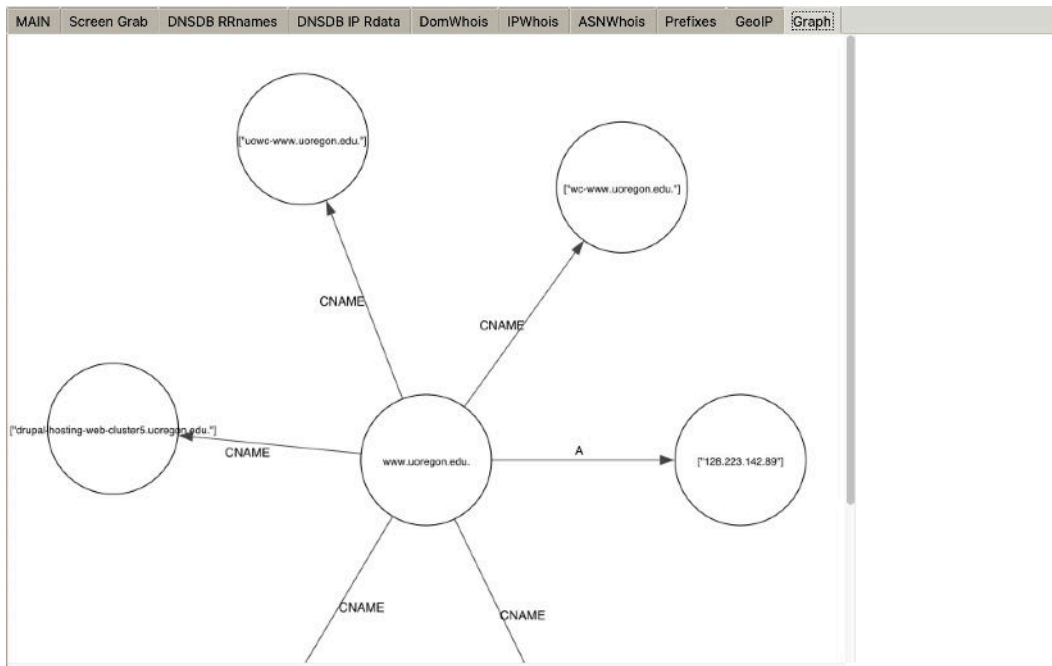 MAIN Screen Grab DNSDB RRnames DNSDB IP Rdata DomWhois IPWhois ASNWhois Prefixes GeoIP Graph
["uowc-www.uoregon.edu."]
["wc-www.uoregon.edu."]
CNAME
CNAME
["drupal-hosting-web-cluster5.uoregon.edu."]
CNAME
www.uoregon.edu.
A
["128.223.142.89"]
CNAME
CNAME